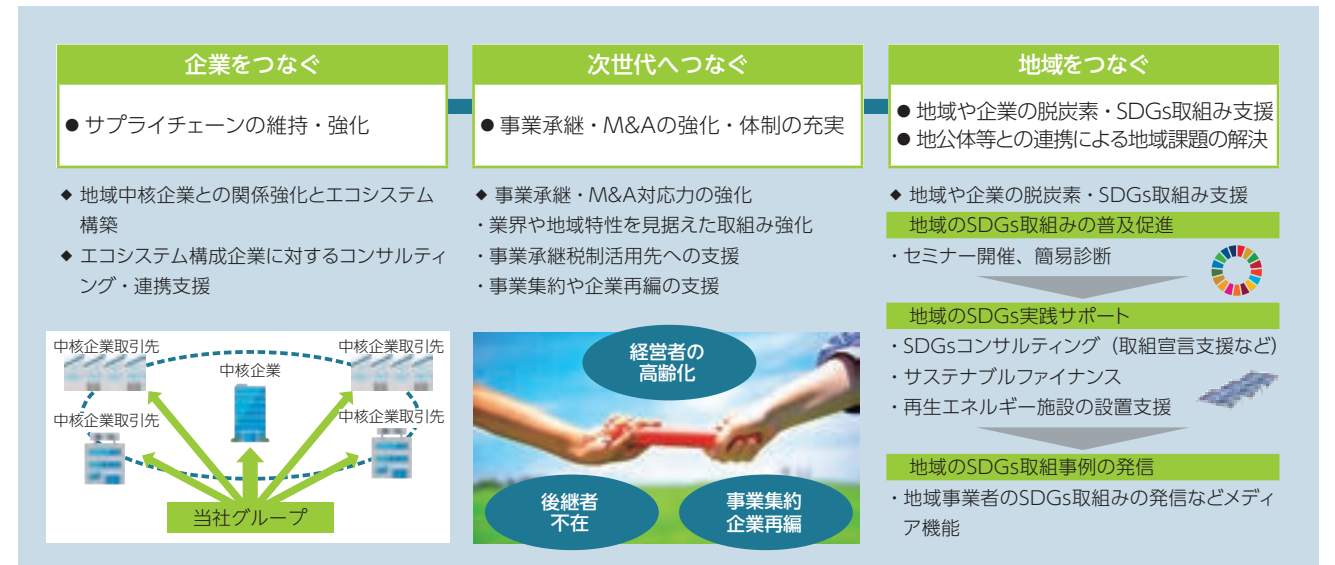 企業をつなぐ
● サプライチェーンの維持・強化
◆ 地域中核企業との関係強化とエコシステム
構築
◆ エコシステム構成企業に対するコンサルティ
ング・連携支援
中核企業取引先
中核企業取引先
中核企業
中核企業取引先
中核企業取引先
当社グループ
次世代へつなぐ
● 事業承継・M&Aの強化・体制の充実
◆ 事業承継・M&A対応力の強化
・業界や地域特性を見据えた取組み強化
・事業承継税制活用先への支援
・事業集約や企業再編の支援
経営者の
高齢化
後継者
不在
事業集約
企業再編
地域をつなぐ
● 地域や企業の脱炭素・SDGs取組み支援
● 地公体等との連携による地域課題の解決
◆ 地域や企業の脱炭素・SDGs取組み支援
地域のSDGs取組みの普及促進
・セミナー開催、簡易診断
地域のSDGs実践サポート
・SDGsコンサルティング（取組宣言支援など）
・サステナブルファイナンス
・再生エネルギー施設の設置支援
地域のSDGs取組事例の発信
・地域事業者のSDGs取組みの発信などメディ
ア機能